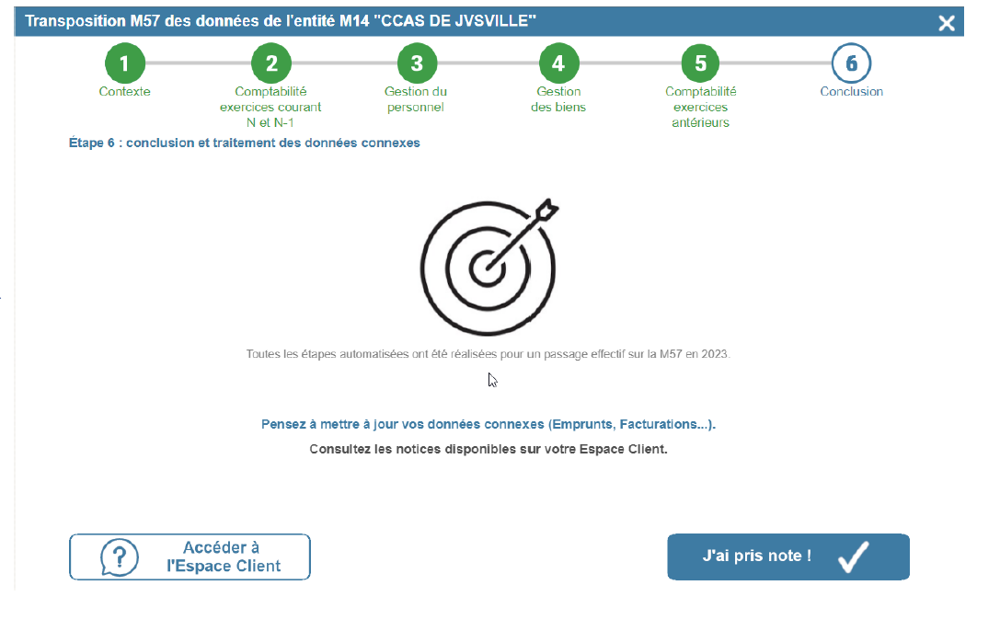 Transposition M57 des données de l'entité M14 "CCAS DE JVSVILLE"
1
2
3
4
5
6
Contexte
Comptabilité
exercices courant
N et N-1
Gestion du
personnel
Gestion
des biens
Comptabilité
exercices
antérieurs
Conclusion
Étape 6 : conclusion et traitement des données connexes
Toutes les étapes automatisées ont été réalisées pour un passage effectif sur la M57 en 2023.
Pensez à mettre à jour vos données connexes (Emprunts, Facturations...).
Consultez les notices disponibles sur votre Espace Client.
?
Accéder à
l'Espace Client
J'ai pris note !